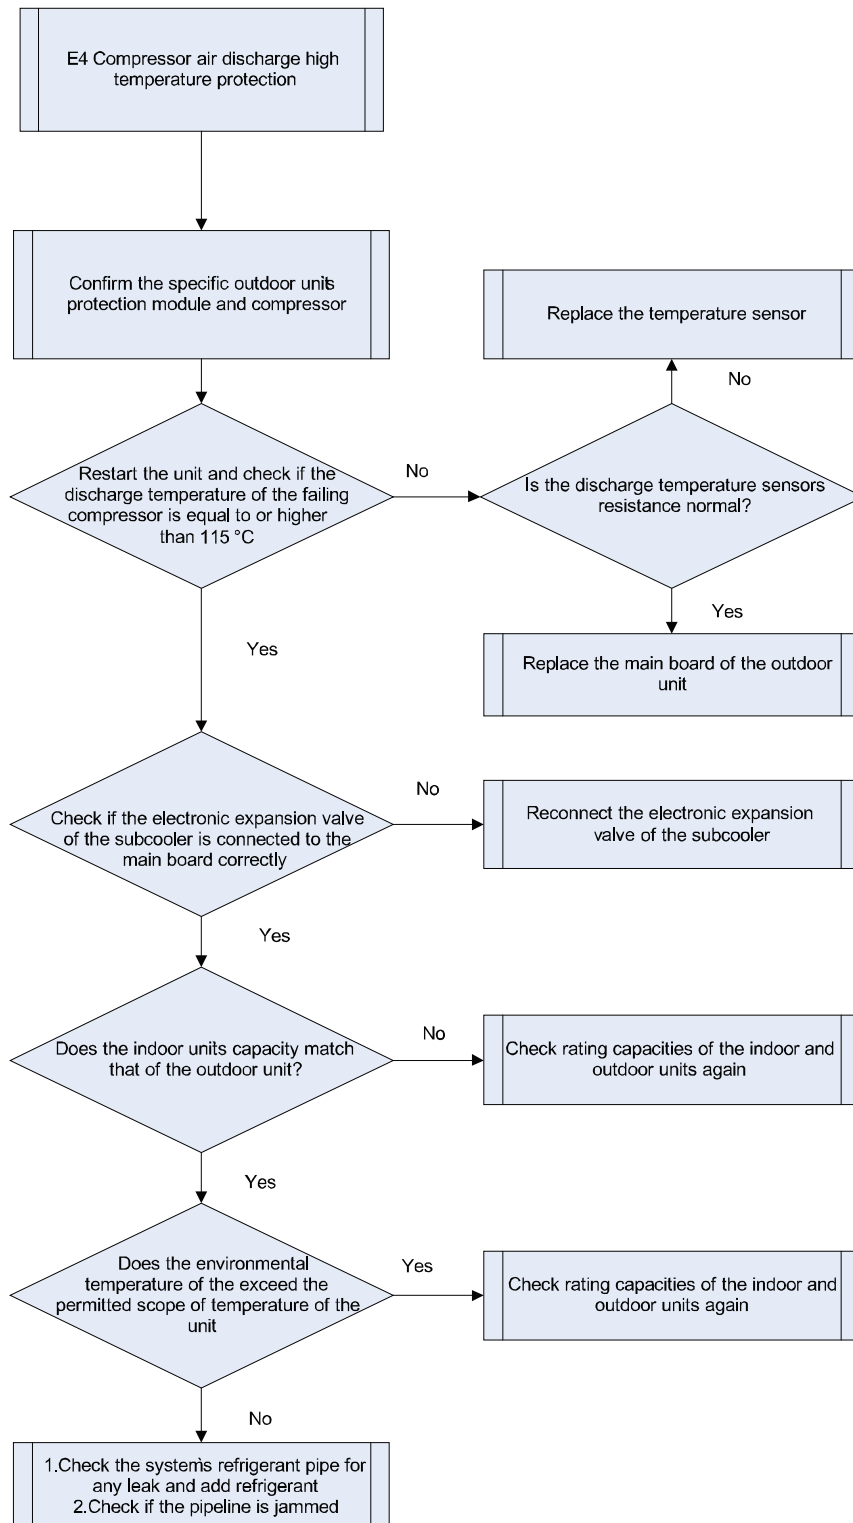 E4 Compressor air discharge high
temperature protection
Confirm the specific outdoor unit's
protection module and compressor
Replace the temperature sensor
No
Restart the unit and check if the
discharge temperature of the failing
compressor is equal to or higher
than 115 °C
No
Is the discharge temperature sensors
resistance normal?
Yes
Yes
Replace the main board of the outdoor
unit
Check if the electronic expansion valve
of the subcooler is connected to the
main board correctly
No
Reconnect the electronic expansion
valve of the subcooler
Yes
Does the indoor units capacity match
that of the outdoor unit?
No
Check rating capacities of the indoor and
outdoor units again
Yes
Does the environmental
temperature of the exceed the
permitted scope of temperature of the
unit
Yes
Check rating capacities of the indoor and
outdoor units again
No
1.Check the system's refrigerant pipe for
any leak and add refrigerant
2.Check if the pipeline is jammed